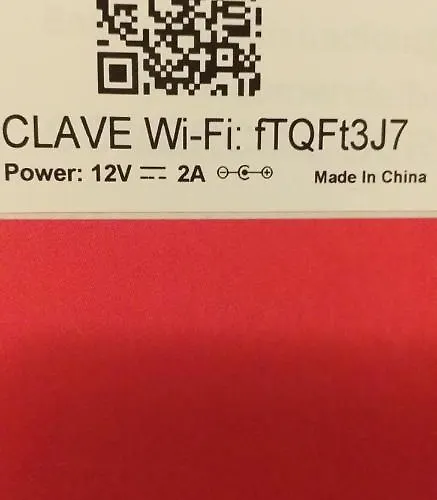 CLAVE Wi-Fi: fTQFt3J7
Power: 12V ⎓ 2A Made In China